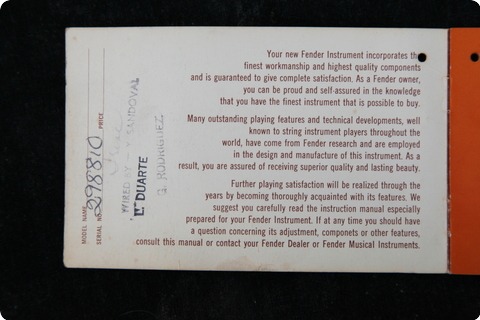 Your new Fender Instrument incorporates the
finest workmanship and highest quality components
and is guaranteed to give complete satisfaction. As a Fender owner,
you can be proud and self-assured in the knowledge
that you have the finest instrument that is possible to buy.
Many outstanding playing features and technical developments, well
known to string instrument players throughout the
world, have come from Fender research and are employed
in the design and manufacture of this instrument. As a
result, you are assured of receiving superior quality and lasting beauty.
Further playing satisfaction will be realized through the
years by becoming thoroughly acquainted with its features. We
suggest you carefully read the instruction manual especially
prepared for your Fender Instrument. If at any time you should have
a question concerning its adjustment, componets or other features,
consult this manual or contact your Fender Dealer or Fender Musical Instruments.
MODEL NAME
SERIAL NO. 298810 PRICE
WIRED BY SANDOVAL
DUARTE
G. RODRIGUEZ